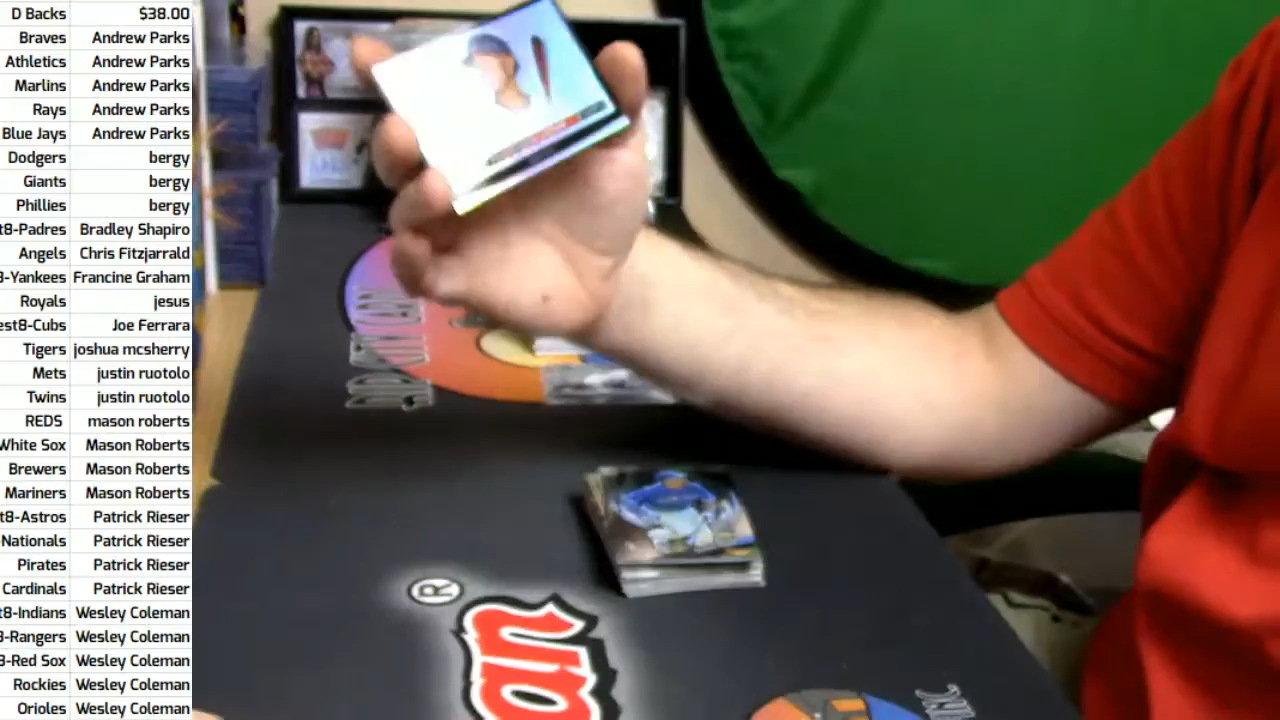 D Backs $38.00
Braves Andrew Parks
Athletics Andrew Parks
Marlins Andrew Parks
Rays Andrew Parks
Blue Jays Andrew Parks
Dodgers bergy
Giants bergy
Phillies bergy
t8-Padres Bradley Shapiro
Angels Chris Fitzjarrald
8-Yankees Francine Graham
Royals jesus
est8-Cubs Joe Ferrara
Tigers joshua mcsherry
Mets justin ruotolo
Twins justin ruotolo
REDS mason roberts
White Sox Mason Roberts
Brewers Mason Roberts
Mariners Mason Roberts
t8-Astros Patrick Rieser
-Nationals Patrick Rieser
Pirates Patrick Rieser
Cardinals Patrick Rieser
t8-Indians Wesley Coleman
8-Rangers Wesley Coleman
8-Red Sox Wesley Coleman
Rockies Wesley Coleman
Orioles Wesley Coleman
®